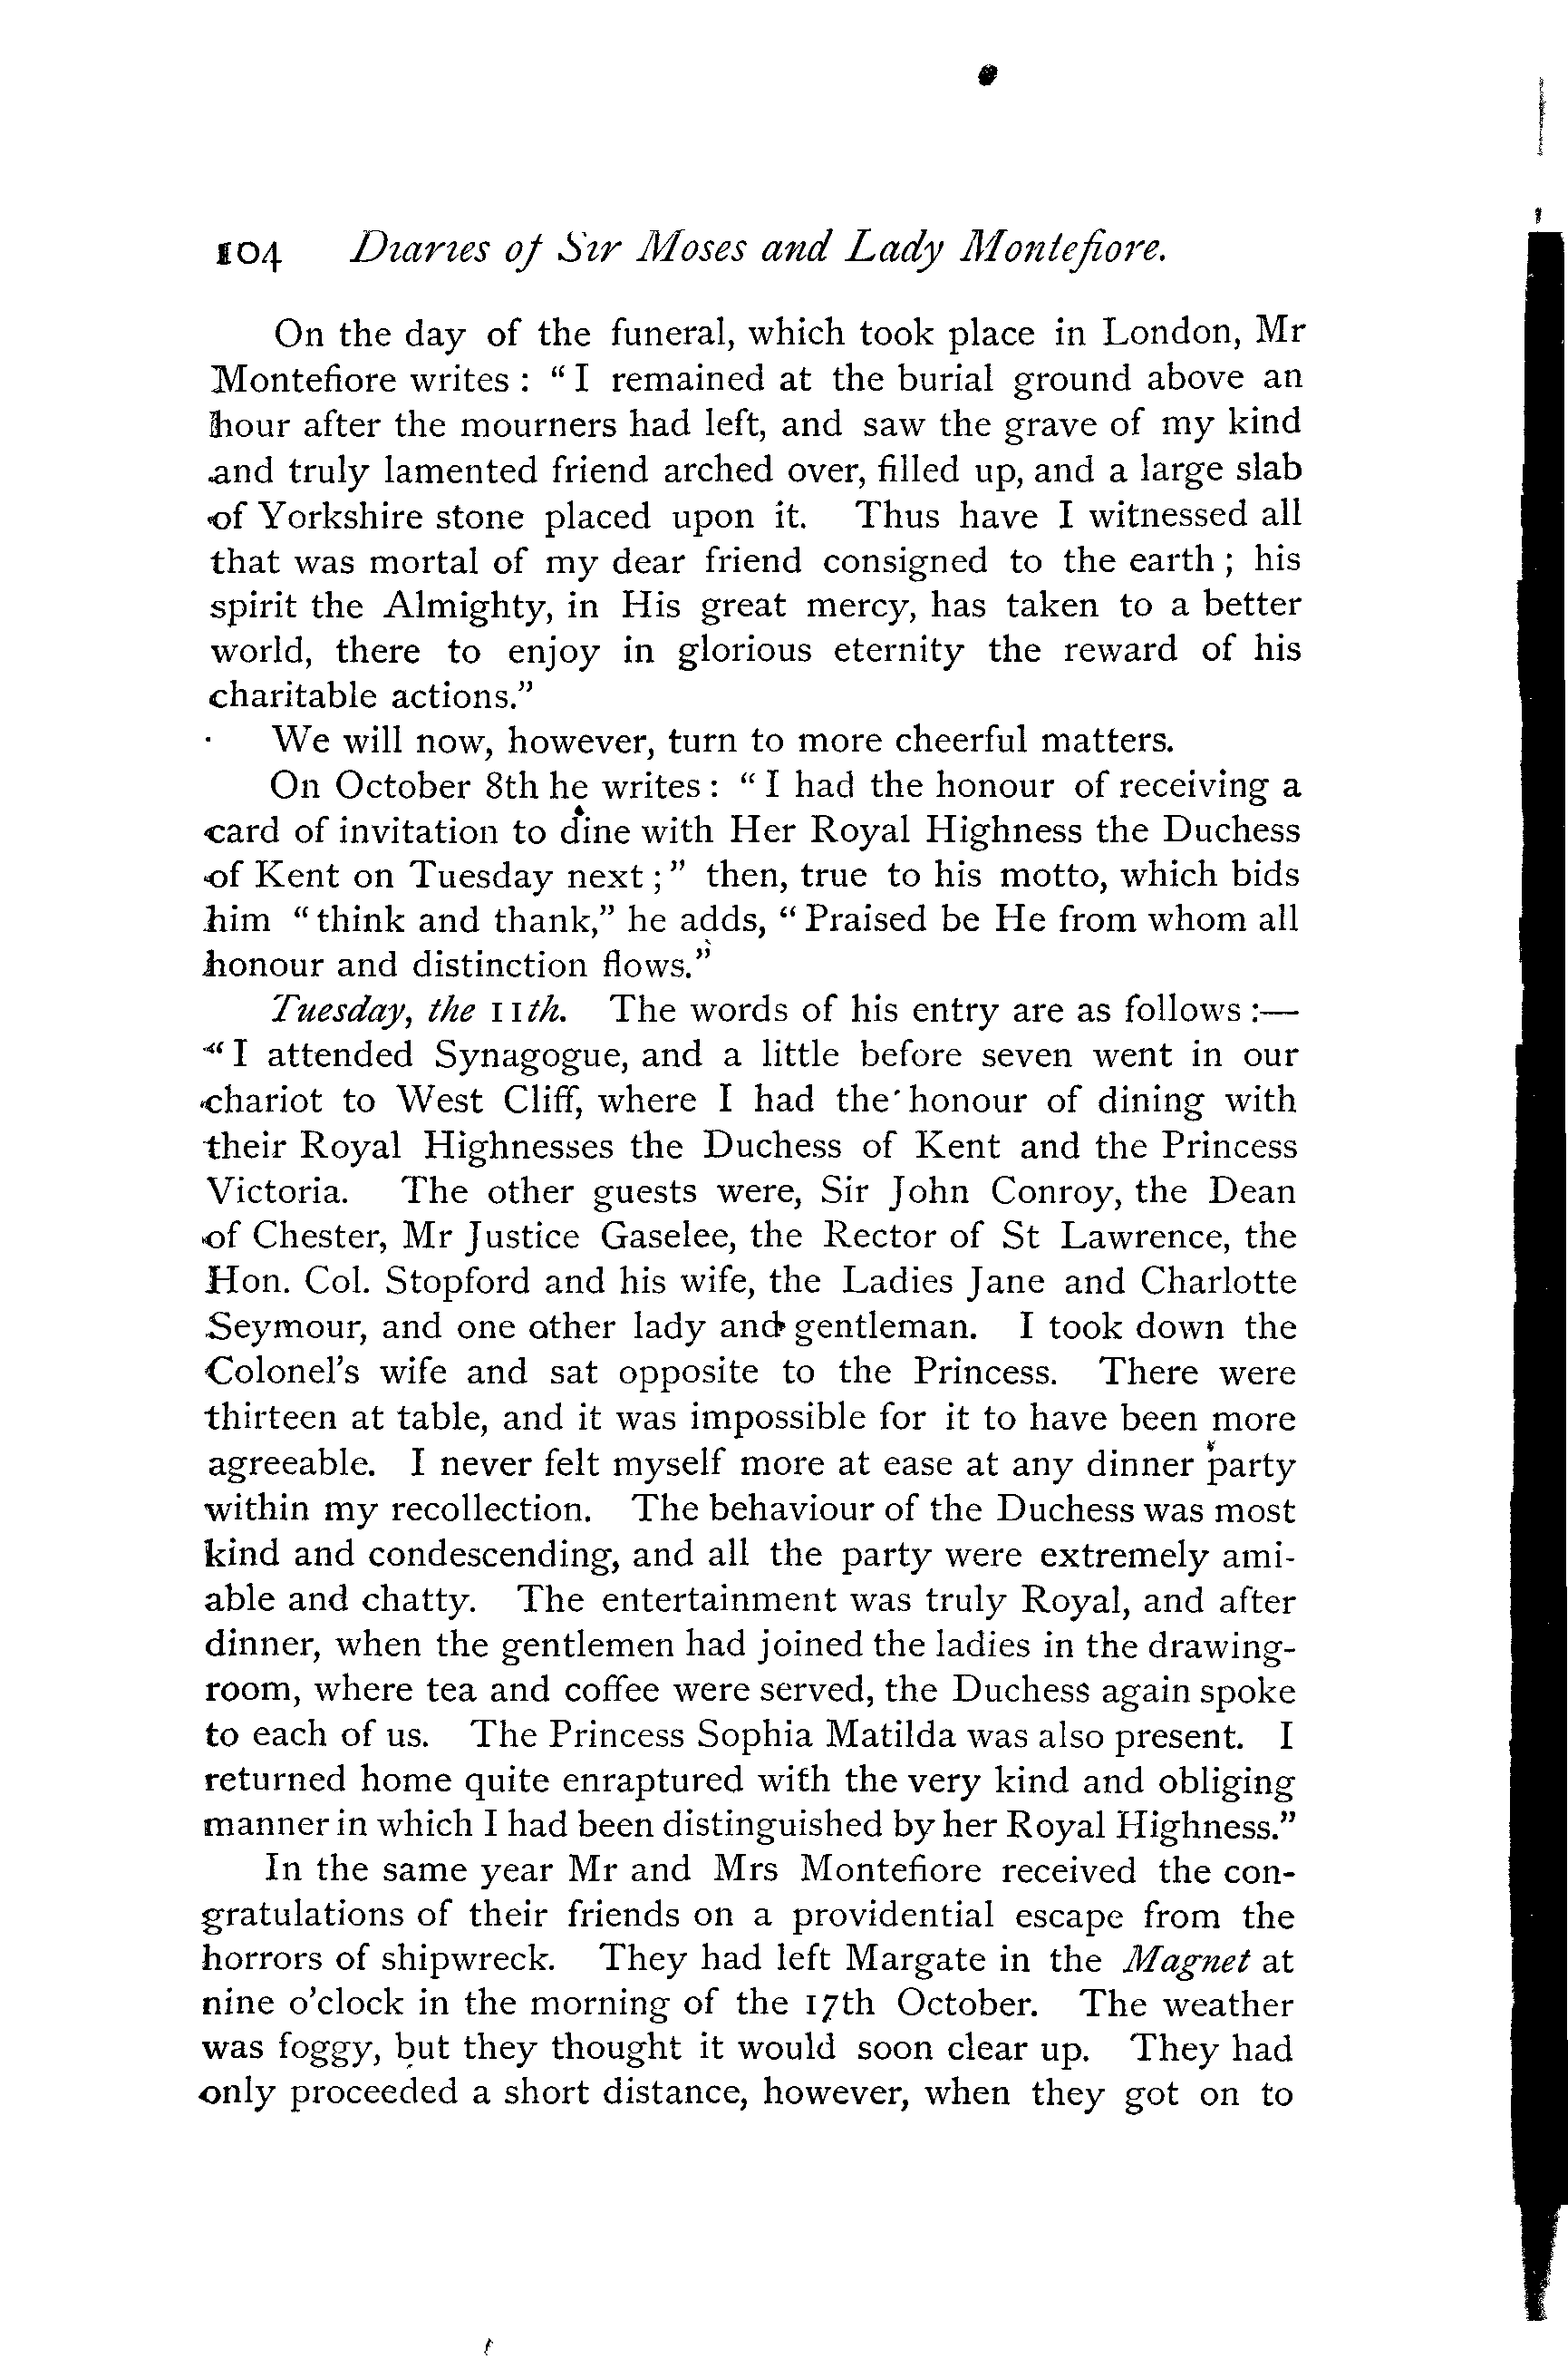 104 Diaries of Sir Moses and Lady Montefiore.
On the day of the funeral, which took place in London, Mr
Montefiore writes : " I remained at the burial ground above an
hour after the mourners had left, and saw the grave of my kind
and truly lamented friend arched over, filled up, and a large slab
of Yorkshire stone placed upon it. Thus have I witnessed all
that was mortal of my dear friend consigned to the earth ; his
spirit the Almighty, in His great mercy, has taken to a better
world, there to enjoy in glorious eternity the reward of his
charitable actions."
We will now, however, turn to more cheerful matters.
On October 8th he writes : " I had the honour of receiving a
card of invitation to dine with Her Royal Highness the Duchess
of Kent on Tuesday next ; " then, true to his motto, which bids
him " think and thank," he adds, " Praised be He from whom all
honour and distinction flows."
Tuesday, the 11th. The words of his entry are as follows :—
" I attended Synagogue, and a little before seven went in our
chariot to West Cliff, where I had the honour of dining with
their Royal Highnesses the Duchess of Kent and the Princess
Victoria. The other guests were, Sir John Conroy, the Dean
of Chester, Mr Justice Gaselee, the Rector of St Lawrence, the
Hon. Col. Stopford and his wife, the Ladies Jane and Charlotte
Seymour, and one other lady and gentleman. I took down the
Colonel's wife and sat opposite to the Princess. There were
thirteen at table, and it was impossible for it to have been more
agreeable. I never felt myself more at ease at any dinner party
within my recollection. The behaviour of the Duchess was most
kind and condescending, and all the party were extremely ami-
able and chatty. The entertainment was truly Royal, and after
dinner, when the gentlemen had joined the ladies in the drawing-
room, where tea and coffee were served, the Duchess again spoke
to each of us. The Princess Sophia Matilda was also present. I
returned home quite enraptured with the very kind and obliging
manner in which I had been distinguished by her Royal Highness."
In the same year Mr and Mrs Montefiore received the con-
gratulations of their friends on a providential escape from the
horrors of shipwreck. They had left Margate in the Magnet at
nine o'clock in the morning of the 17th October. The weather
was foggy, but they thought it would soon clear up. They had
only proceeded a short distance, however, when they got on to